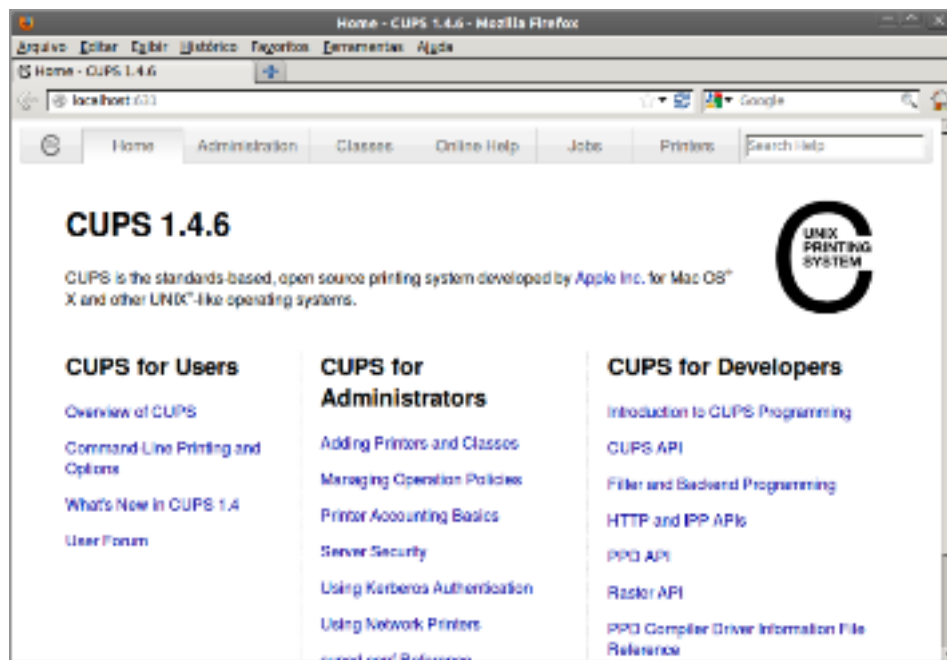 Home - CUPS 1.4.6 - Mozilla Firefox
Arquivo Editar Exibir Histórico Favoritos Ferramentas Ajuda
Home - CUPS 1.4.6
localhost:631
Google
Home Administration Classes Online Help Jobs Printers Search Help
CUPS 1.4.6
UNIX
PRINTING
SYSTEM
CUPS is the standards-based, open source printing system developed by Apple Inc. for Mac OS®
X and other UNIX®-like operating systems.
CUPS for Users
Overview of CUPS
Command-Line Printing and
Options
What's New in CUPS 1.4
User Forum
CUPS for
Administrators
Adding Printers and Classes
Managing Operation Policies
Printer Accounting Basics
Server Security
Using Kerberos Authentication
Using Network Printers
cupsd.conf Reference
CUPS for Developers
Introduction to CUPS Programming
CUPS API
Filter and Backend Programming
HTTP and IPP APIs
PPD API
Raster API
PPD Compiler Driver Information File
Reference